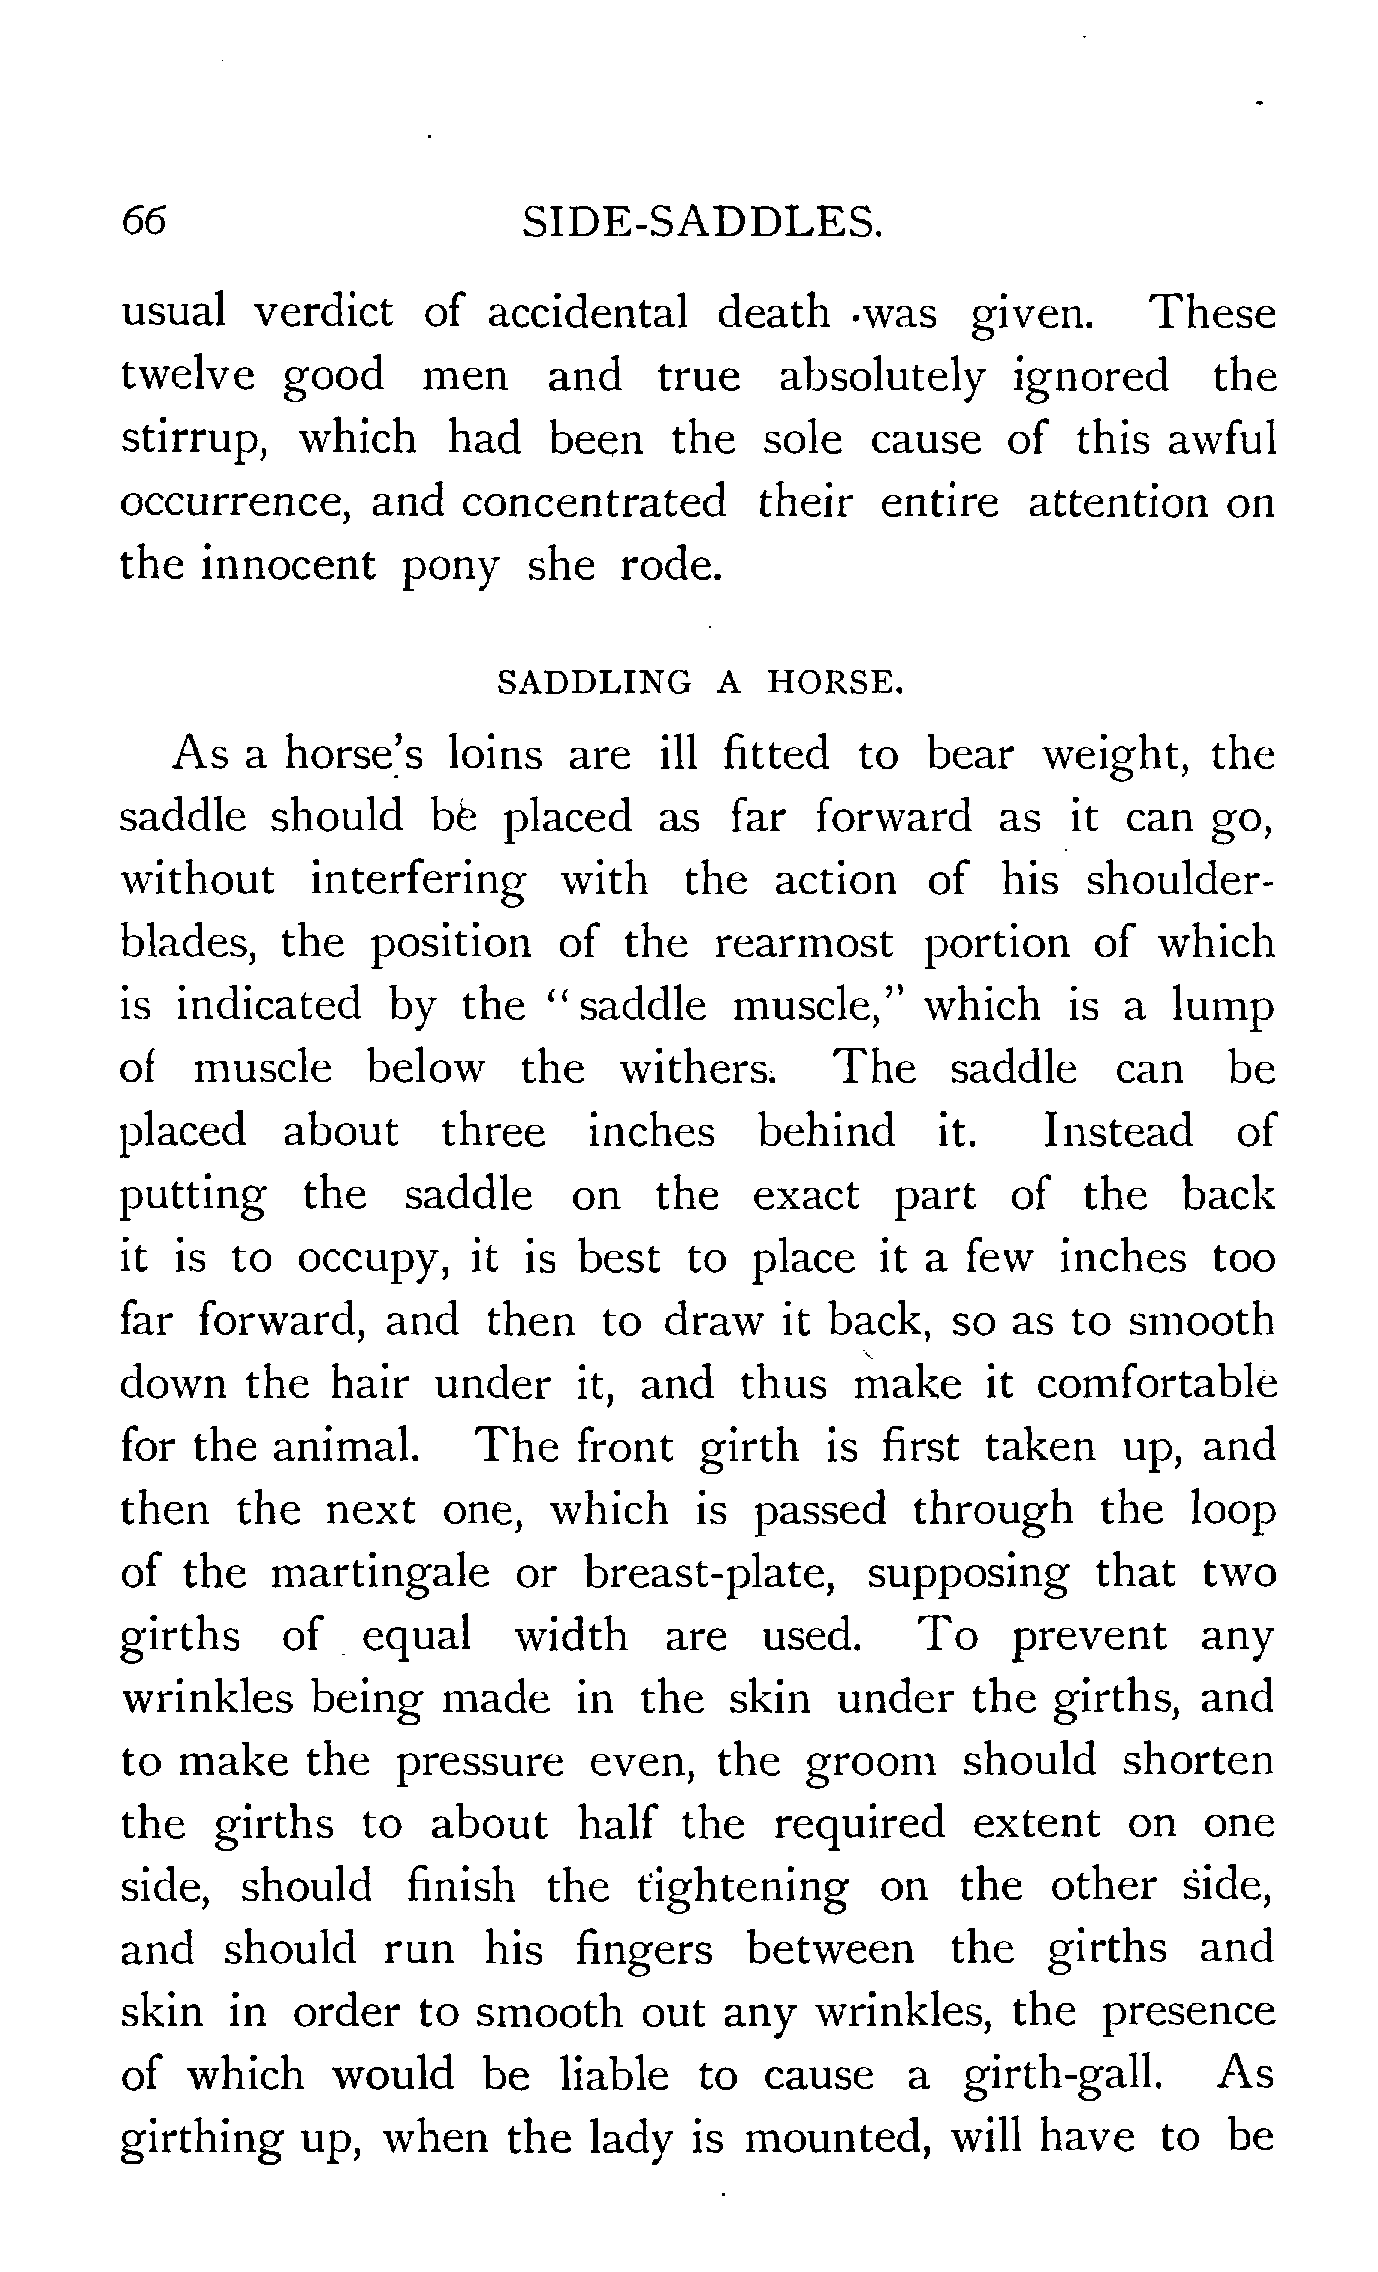 66 SIDE-SADDLES.
usual verdict of accidental death was given. These
twelve good men and true absolutely ignored the
stirrup, which had been the sole cause of this awful
occurrence, and concentrated their entire attention on
the innocent pony she rode.
SADDLING A HORSE.
As a horse's loins are ill fitted to bear weight, the
saddle should be placed as far forward as it can go,
without interfering with the action of his shoulder-
blades, the position of the rearmost portion of which
is indicated by the "saddle muscle," which is a lump
of muscle below the withers. The saddle can be
placed about three inches behind it. Instead of
putting the saddle on the exact part of the back
it is to occupy, it is best to place it a few inches too
far forward, and then to draw it back, so as to smooth
down the hair under it, and thus make it comfortable
for the animal. The front girth is first taken up, and
then the next one, which is passed through the loop
of the martingale or breast-plate, supposing that two
girths of equal width are used. To prevent any
wrinkles being made in the skin under the girths, and
to make the pressure even, the groom should shorten
the girths to about half the required extent on one
side, should finish the tightening on the other side,
and should run his fingers between the girths and
skin in order to smooth out any wrinkles, the presence
of which would be liable to cause a girth-gall. As
girthing up, when the lady is mounted, will have to be